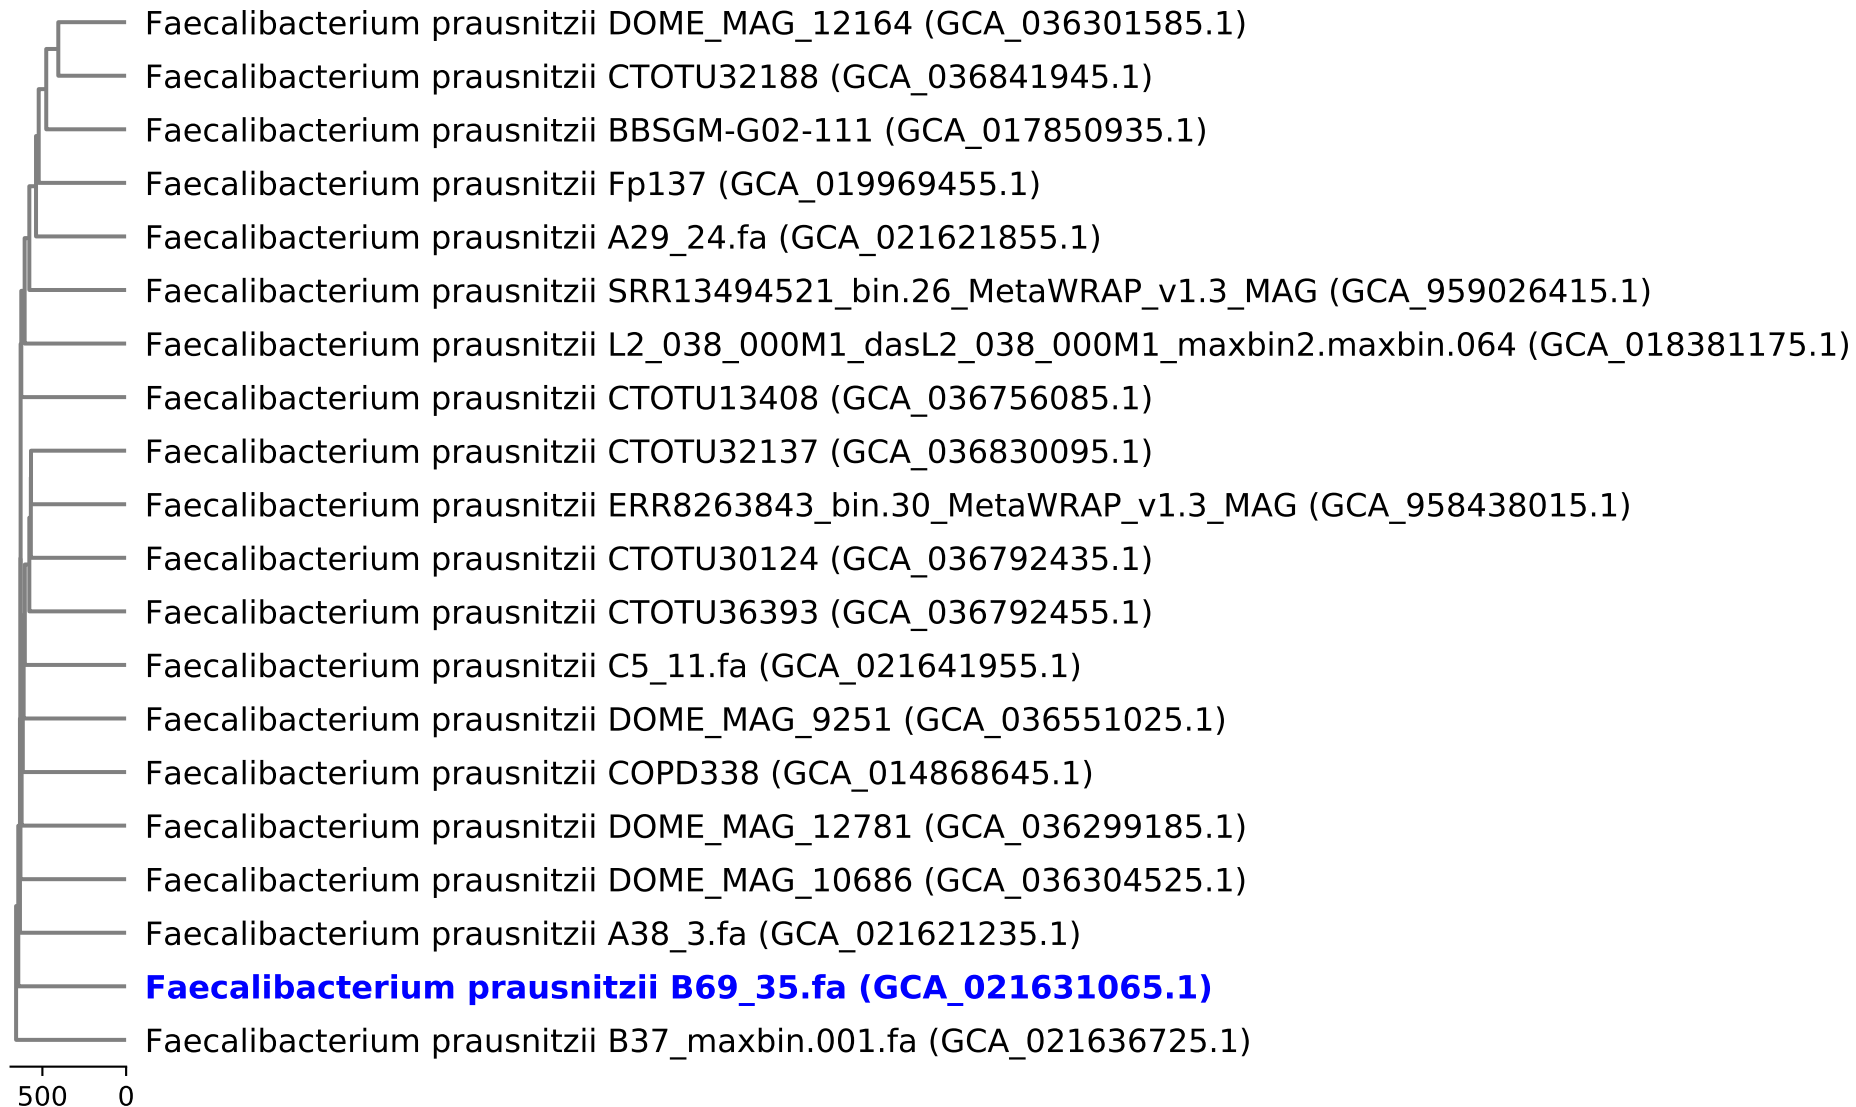 Faecalibacterium prausnitzii DOME_MAG_12164 (GCA_036301585.1)
Faecalibacterium prausnitzii CTOTU32188 (GCA_036841945.1)
Faecalibacterium prausnitzii BBSGM-G02-111 (GCA_017850935.1)
Faecalibacterium prausnitzii Fp137 (GCA_019969455.1)
Faecalibacterium prausnitzii A29_24.fa (GCA_021621855.1)
Faecalibacterium prausnitzii SRR13494521_bin.26_MetaWRAP_v1.3_MAG (GCA_959026415.1)
Faecalibacterium prausnitzii L2_038_000M1_dasL2_038_000M1_maxbin2.maxbin.064 (GCA_018381175.1)
Faecalibacterium prausnitzii CTOTU13408 (GCA_036756085.1)
Faecalibacterium prausnitzii CTOTU32137 (GCA_036830095.1)
Faecalibacterium prausnitzii ERR8263843_bin.30_MetaWRAP_v1.3_MAG (GCA_958438015.1)
Faecalibacterium prausnitzii CTOTU30124 (GCA_036792435.1)
Faecalibacterium prausnitzii CTOTU36393 (GCA_036792455.1)
Faecalibacterium prausnitzii C5_11.fa (GCA_021641955.1)
Faecalibacterium prausnitzii DOME_MAG_9251 (GCA_036551025.1)
Faecalibacterium prausnitzii COPD338 (GCA_014868645.1)
Faecalibacterium prausnitzii DOME_MAG_12781 (GCA_036299185.1)
Faecalibacterium prausnitzii DOME_MAG_10686 (GCA_036304525.1)
Faecalibacterium prausnitzii A38_3.fa (GCA_021621235.1)
Faecalibacterium prausnitzii B69_35.fa (GCA_021631065.1)
Faecalibacterium prausnitzii B37_maxbin.001.fa (GCA_021636725.1)
500 0